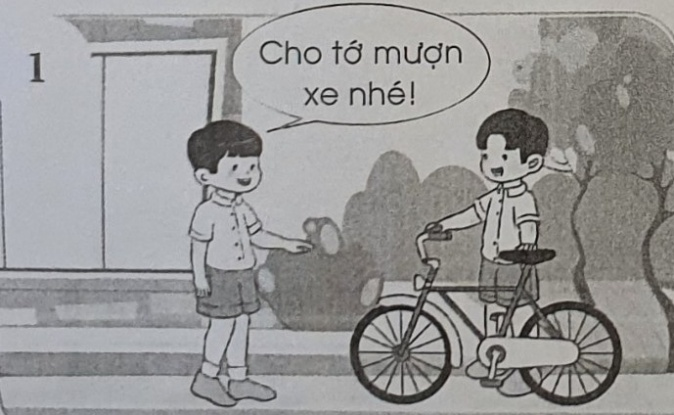 1
Cho tớ mượn
xe nhé!